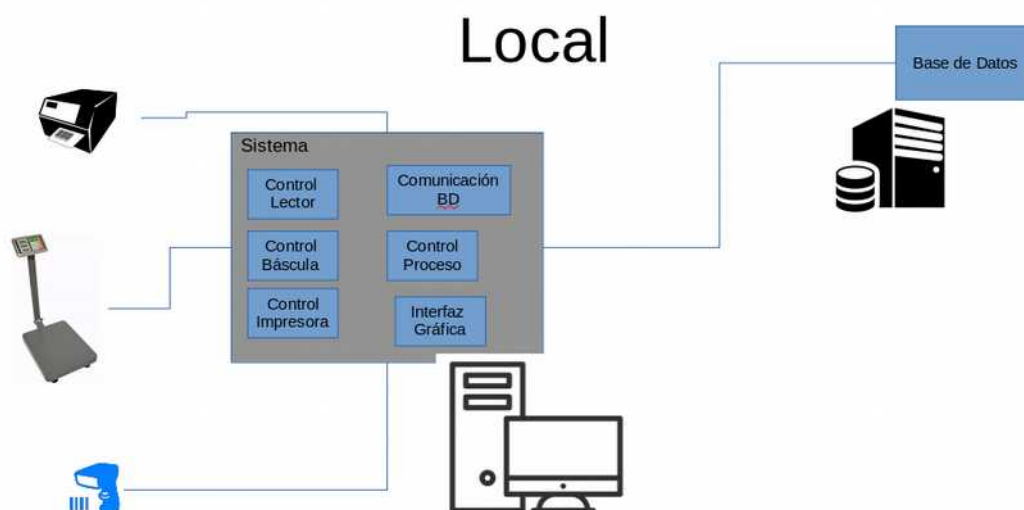 Local
Base de Datos
Sistema
Control
Lector
Comunicación
BD
Control
Báscula
Control
Proceso
Control
Impresora
Interfaz
Gráfica